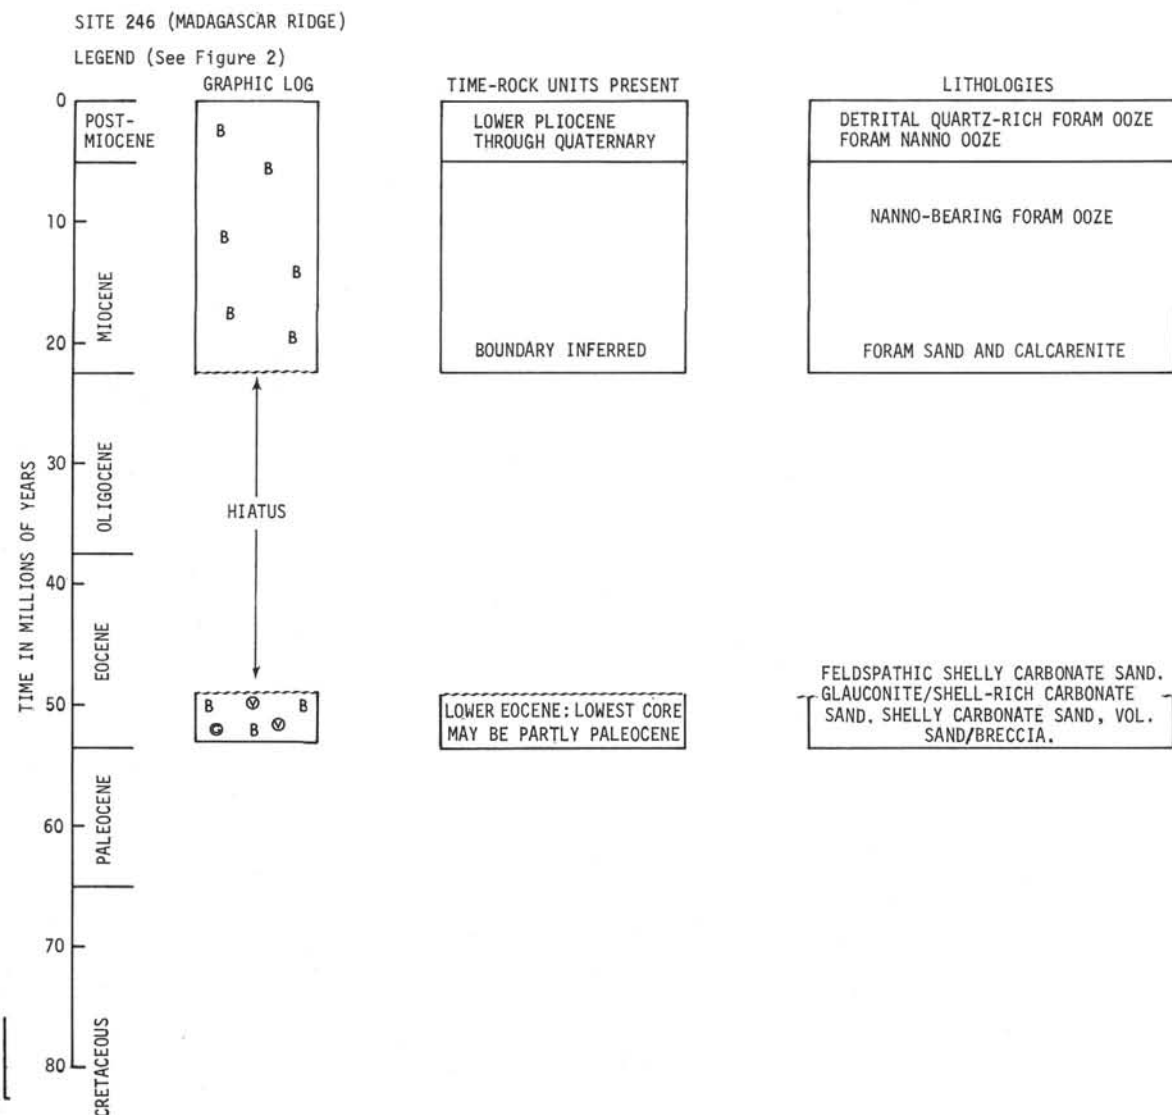 SITE 246 (MADAGASCAR RIDGE)
LEGEND (See Figure 2)
GRAPHIC LOG
TIME-ROCK UNITS PRESENT
LITHOLOGIES
TIME IN MILLIONS OF YEARS
0
10
20
30
40
50
60
70
80
POST-
MIOCENE
MIOCENE
OLIGOCENE
EOCENE
PALEOCENE
CRETACEOUS
B
B
B
B
B
B
HIATUS
B V B
G B V
LOWER PLIOCENE
THROUGH QUATERNARY
BOUNDARY INFERRED
LOWER EOCENE: LOWEST CORE
MAY BE PARTLY PALEOCENE
DETRITAL QUARTZ-RICH FORAM OOZE
FORAM NANNO OOZE
NANNO-BEARING FORAM OOZE
FORAM SAND AND CALCARENITE
FELDSPATHIC SHELLY CARBONATE SAND.
GLAUCONITE/SHELL-RICH CARBONATE
SAND. SHELLY CARBONATE SAND, VOL.
SAND/BRECCIA.